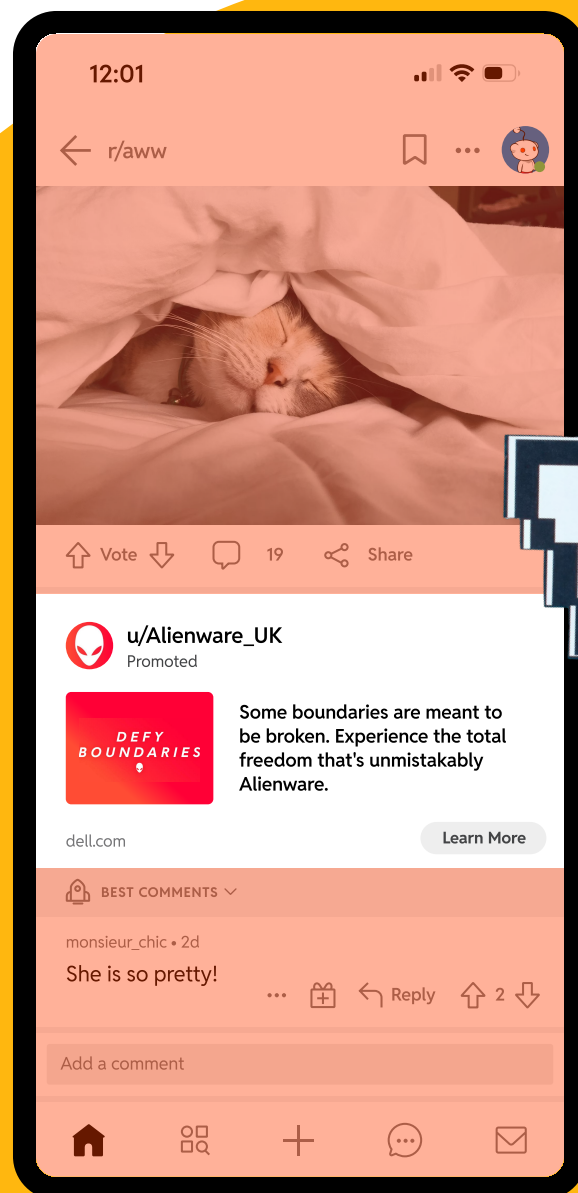 12:01
r/aww
Vote
19
Share
u/Alienware_UK
Promoted
DEFY
BOUNDARIES
Some boundaries are meant to
be broken. Experience the total
freedom that's unmistakably
Alienware.
dell.com
Learn More
BEST COMMENTS
monsieur_chic • 2d
She is so pretty!
Reply
2
Add a comment